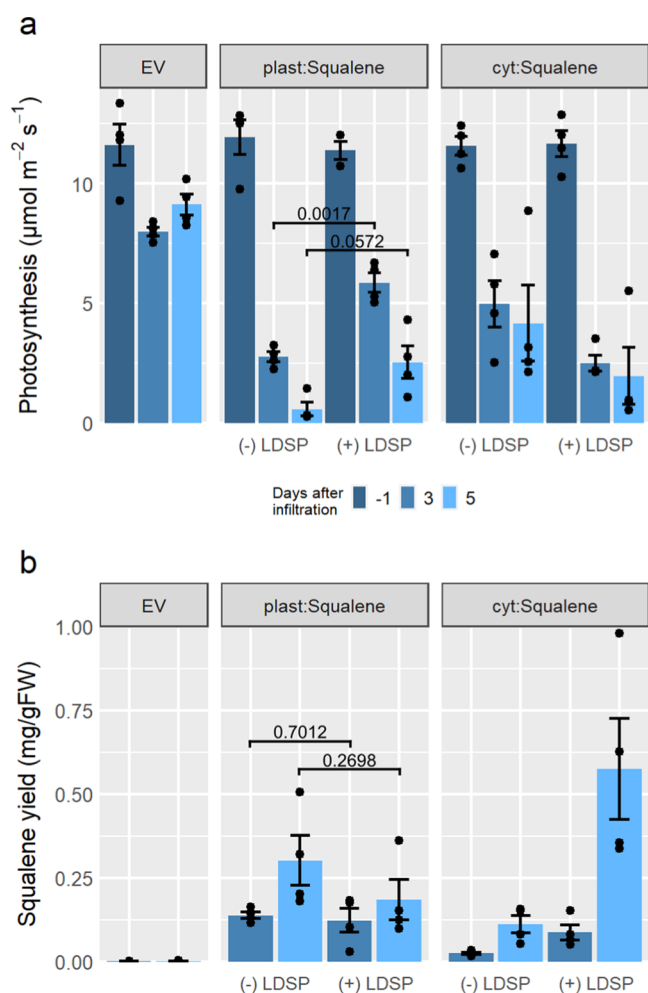 a
EV plast:Squalene cyt:Squalene
Photosynthesis (μmol m⁻² s⁻¹)
10
5
0
0.0017
0.0572
(-) LDSP (+) LDSP (-) LDSP (+) LDSP
Days after
infiltration -1 3 5
b
EV plast:Squalene cyt:Squalene
Squalene yield (mg/gFW)
1.00
0.75
0.50
0.25
0.00
0.7012
0.2698
(-) LDSP (+) LDSP (-) LDSP (+) LDSP